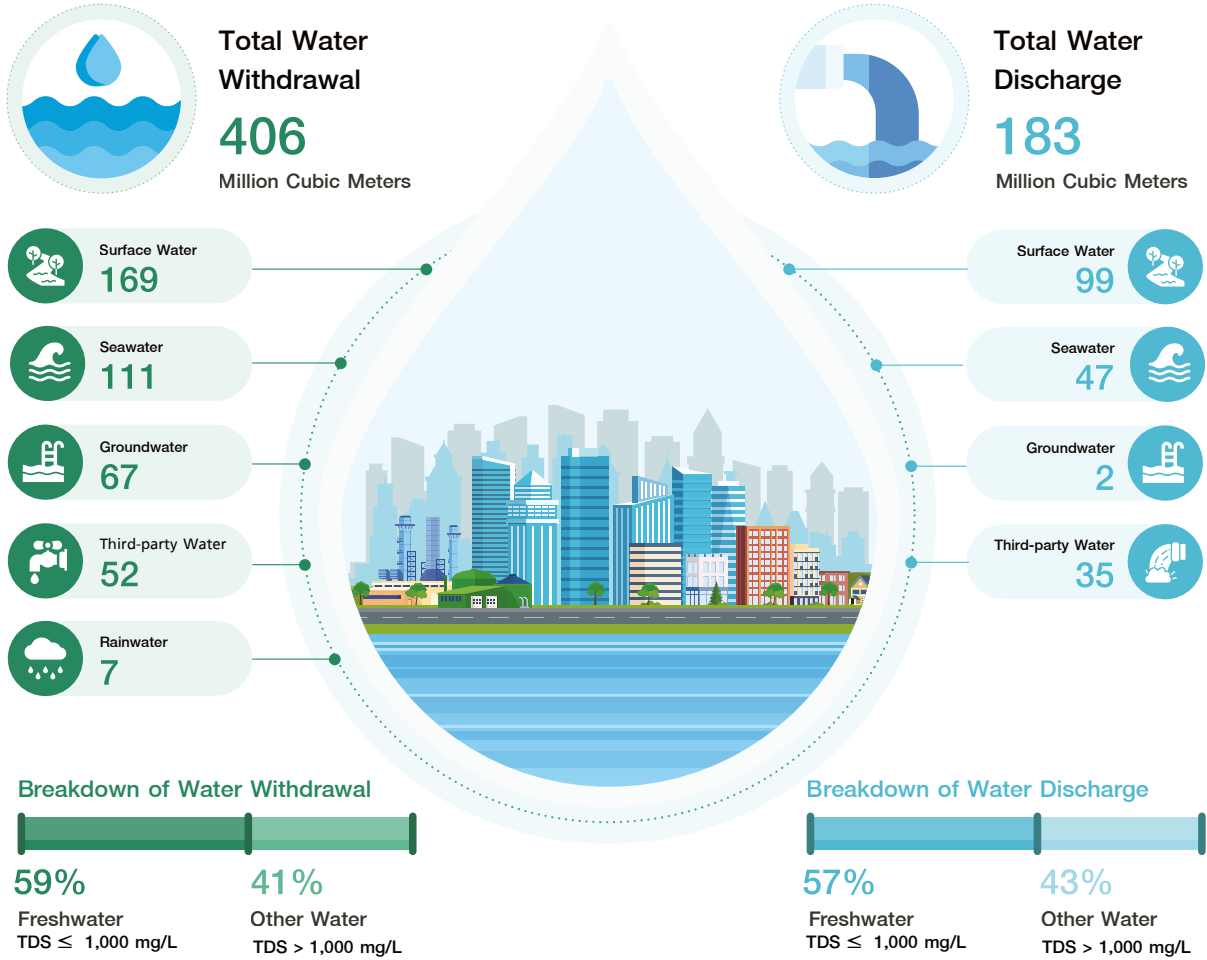 Total Water
Withdrawal
406
Million Cubic Meters
Surface Water
169
Seawater
111
Groundwater
67
Third-party Water
52
Rainwater
7
Total Water
Discharge
183
Million Cubic Meters
Surface Water
99
Seawater
47
Groundwater
2
Third-party Water
35
Breakdown of Water Withdrawal
59%
Freshwater
TDS ≤ 1,000 mg/L
41%
Other Water
TDS > 1,000 mg/L
Breakdown of Water Discharge
57%
Freshwater
TDS ≤ 1,000 mg/L
43%
Other Water
TDS > 1,000 mg/L